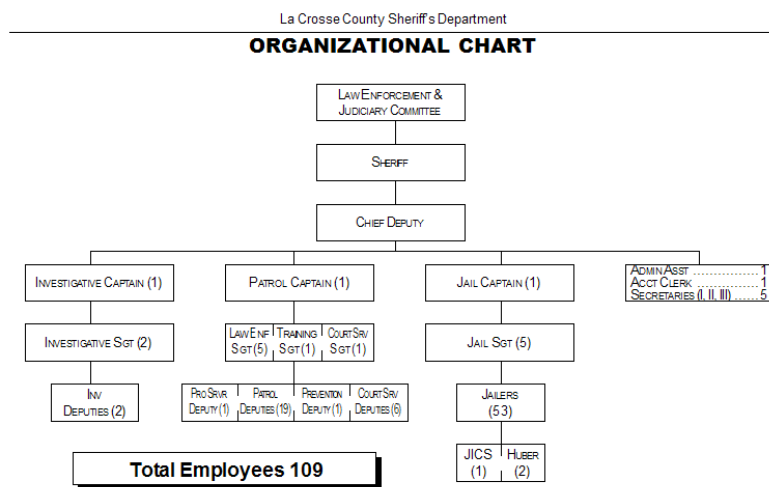 La Crosse County Sheriff's Department
ORGANIZATIONAL CHART
LAW ENFORCEMENT &
JUDICIARY COMMITTEE
SHERIFF
CHIEF DEPUTY
INVESTIGATIVE CAPTAIN (1)
PATROL CAPTAIN (1)
JAIL CAPTAIN (1)
ADMIN ASST ................ 1
ACCT CLERK ................ 1
SECRETARIES (I, II, III) ...... 5
INVESTIGATIVE SGT (2)
LAW ENF SGT (5)
TRAINING SGT (1)
COURT SRV SGT (1)
JAIL SGT (5)
INV
DEPUTIES (2)
PRO SRVR DEPUTY (1)
PATROL DEPUTIES (19)
PREVENTION DEPUTY (1)
COURT SRV DEPUTIES (6)
JAILERS
(53)
JICS (1)
HUBER (2)
Total Employees 109